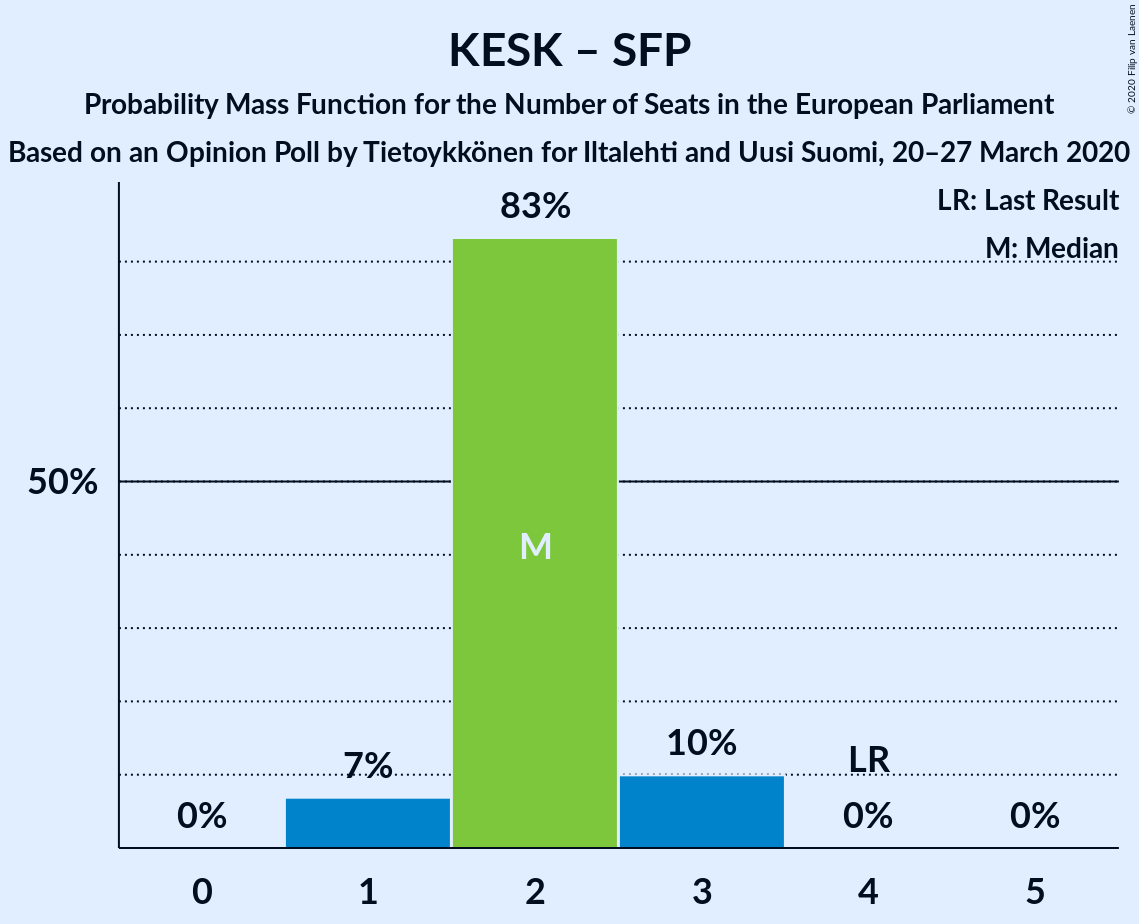 KESK – SFP
Probability Mass Function for the Number of Seats in the European Parliament
Based on an Opinion Poll by Tietoykkönen for Iltalehti and Uusi Suomi, 20–27 March 2020
© 2020 Filip van Laenen
LR: Last Result
M: Median
83%
50%
M
10%
7%
LR
0%
0%
0%
0 1 2 3 4 5